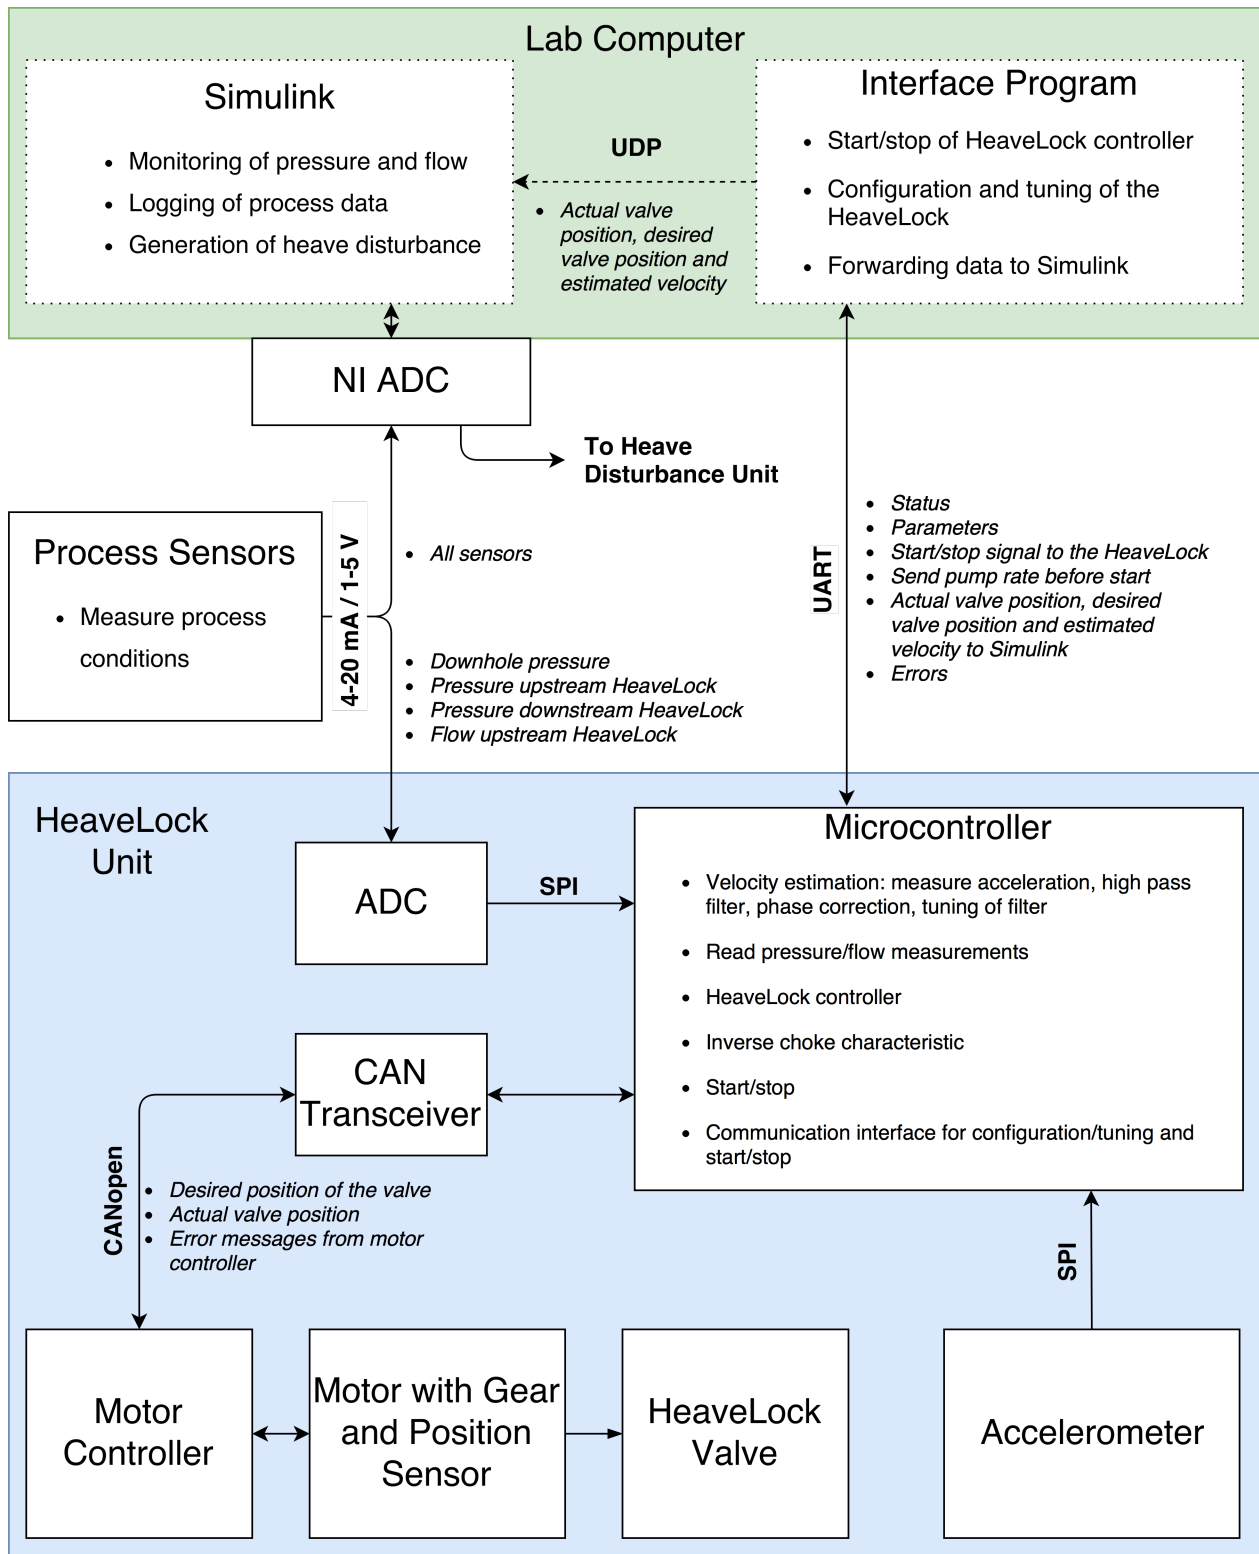 Lab Computer
Simulink
• Monitoring of pressure and flow
• Logging of process data
• Generation of heave disturbance
UDP
• Actual valve
position, desired
valve position and
estimated velocity
Interface Program
• Start/stop of HeaveLock controller
• Configuration and tuning of the
HeaveLock
• Forwarding data to Simulink
NI ADC
To Heave
Disturbance Unit
Process Sensors
• Measure process
conditions
4-20 mA / 1-5 V
• All sensors
• Downhole pressure
• Pressure upstream HeaveLock
• Pressure downstream HeaveLock
• Flow upstream HeaveLock
UART
• Status
• Parameters
• Start/stop signal to the HeaveLock
• Send pump rate before start
• Actual valve position, desired
valve position and estimated
velocity to Simulink
• Errors
HeaveLock
Unit
ADC
SPI
Microcontroller
• Velocity estimation: measure acceleration, high pass
filter, phase correction, tuning of filter
• Read pressure/flow measurements
• HeaveLock controller
• Inverse choke characteristic
• Start/stop
• Communication interface for configuration/tuning and
start/stop
CAN
Transceiver
CANopen
• Desired position of the valve
• Actual valve position
• Error messages from motor
controller
SPI
Motor
Controller
Motor with Gear
and Position
Sensor
HeaveLock
Valve
Accelerometer